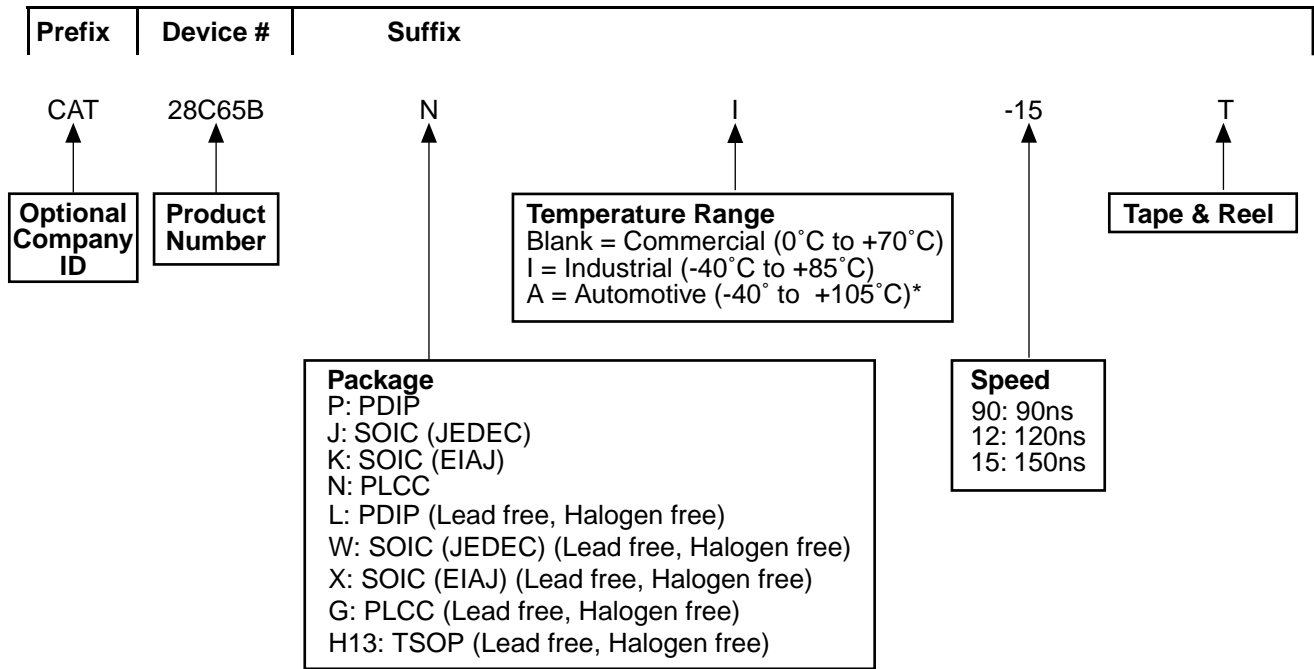 Prefix Device # Suffix
CAT 28C65B N I -15 T
Optional
Company
ID
Product
Number
Temperature Range
Blank = Commercial (0˚C to +70˚C)
I = Industrial (-40˚C to +85˚C)
A = Automotive (-40˚ to +105˚C)*
Tape & Reel
Package
P: PDIP
J: SOIC (JEDEC)
K: SOIC (EIAJ)
N: PLCC
L: PDIP (Lead free, Halogen free)
W: SOIC (JEDEC) (Lead free, Halogen free)
X: SOIC (EIAJ) (Lead free, Halogen free)
G: PLCC (Lead free, Halogen free)
H13: TSOP (Lead free, Halogen free)
Speed
90: 90ns
12: 120ns
15: 150ns